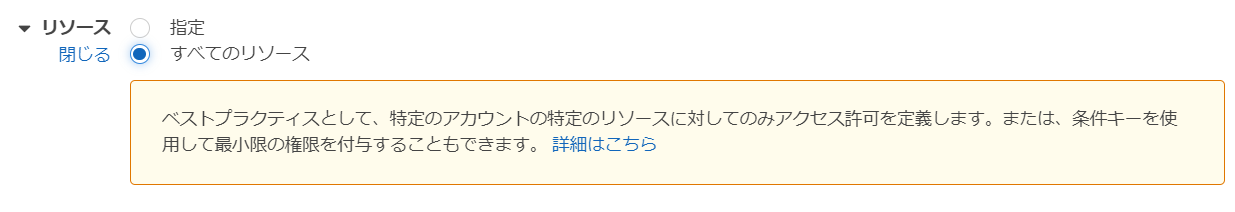 リソース 指定
閉じる すべてのリソース
ベストプラクティスとして、特定のアカウントの特定のリソースに対してのみアクセス許可を定義します。または、条件キーを使
用して最小限の権限を付与することもできます。 詳細はこちら